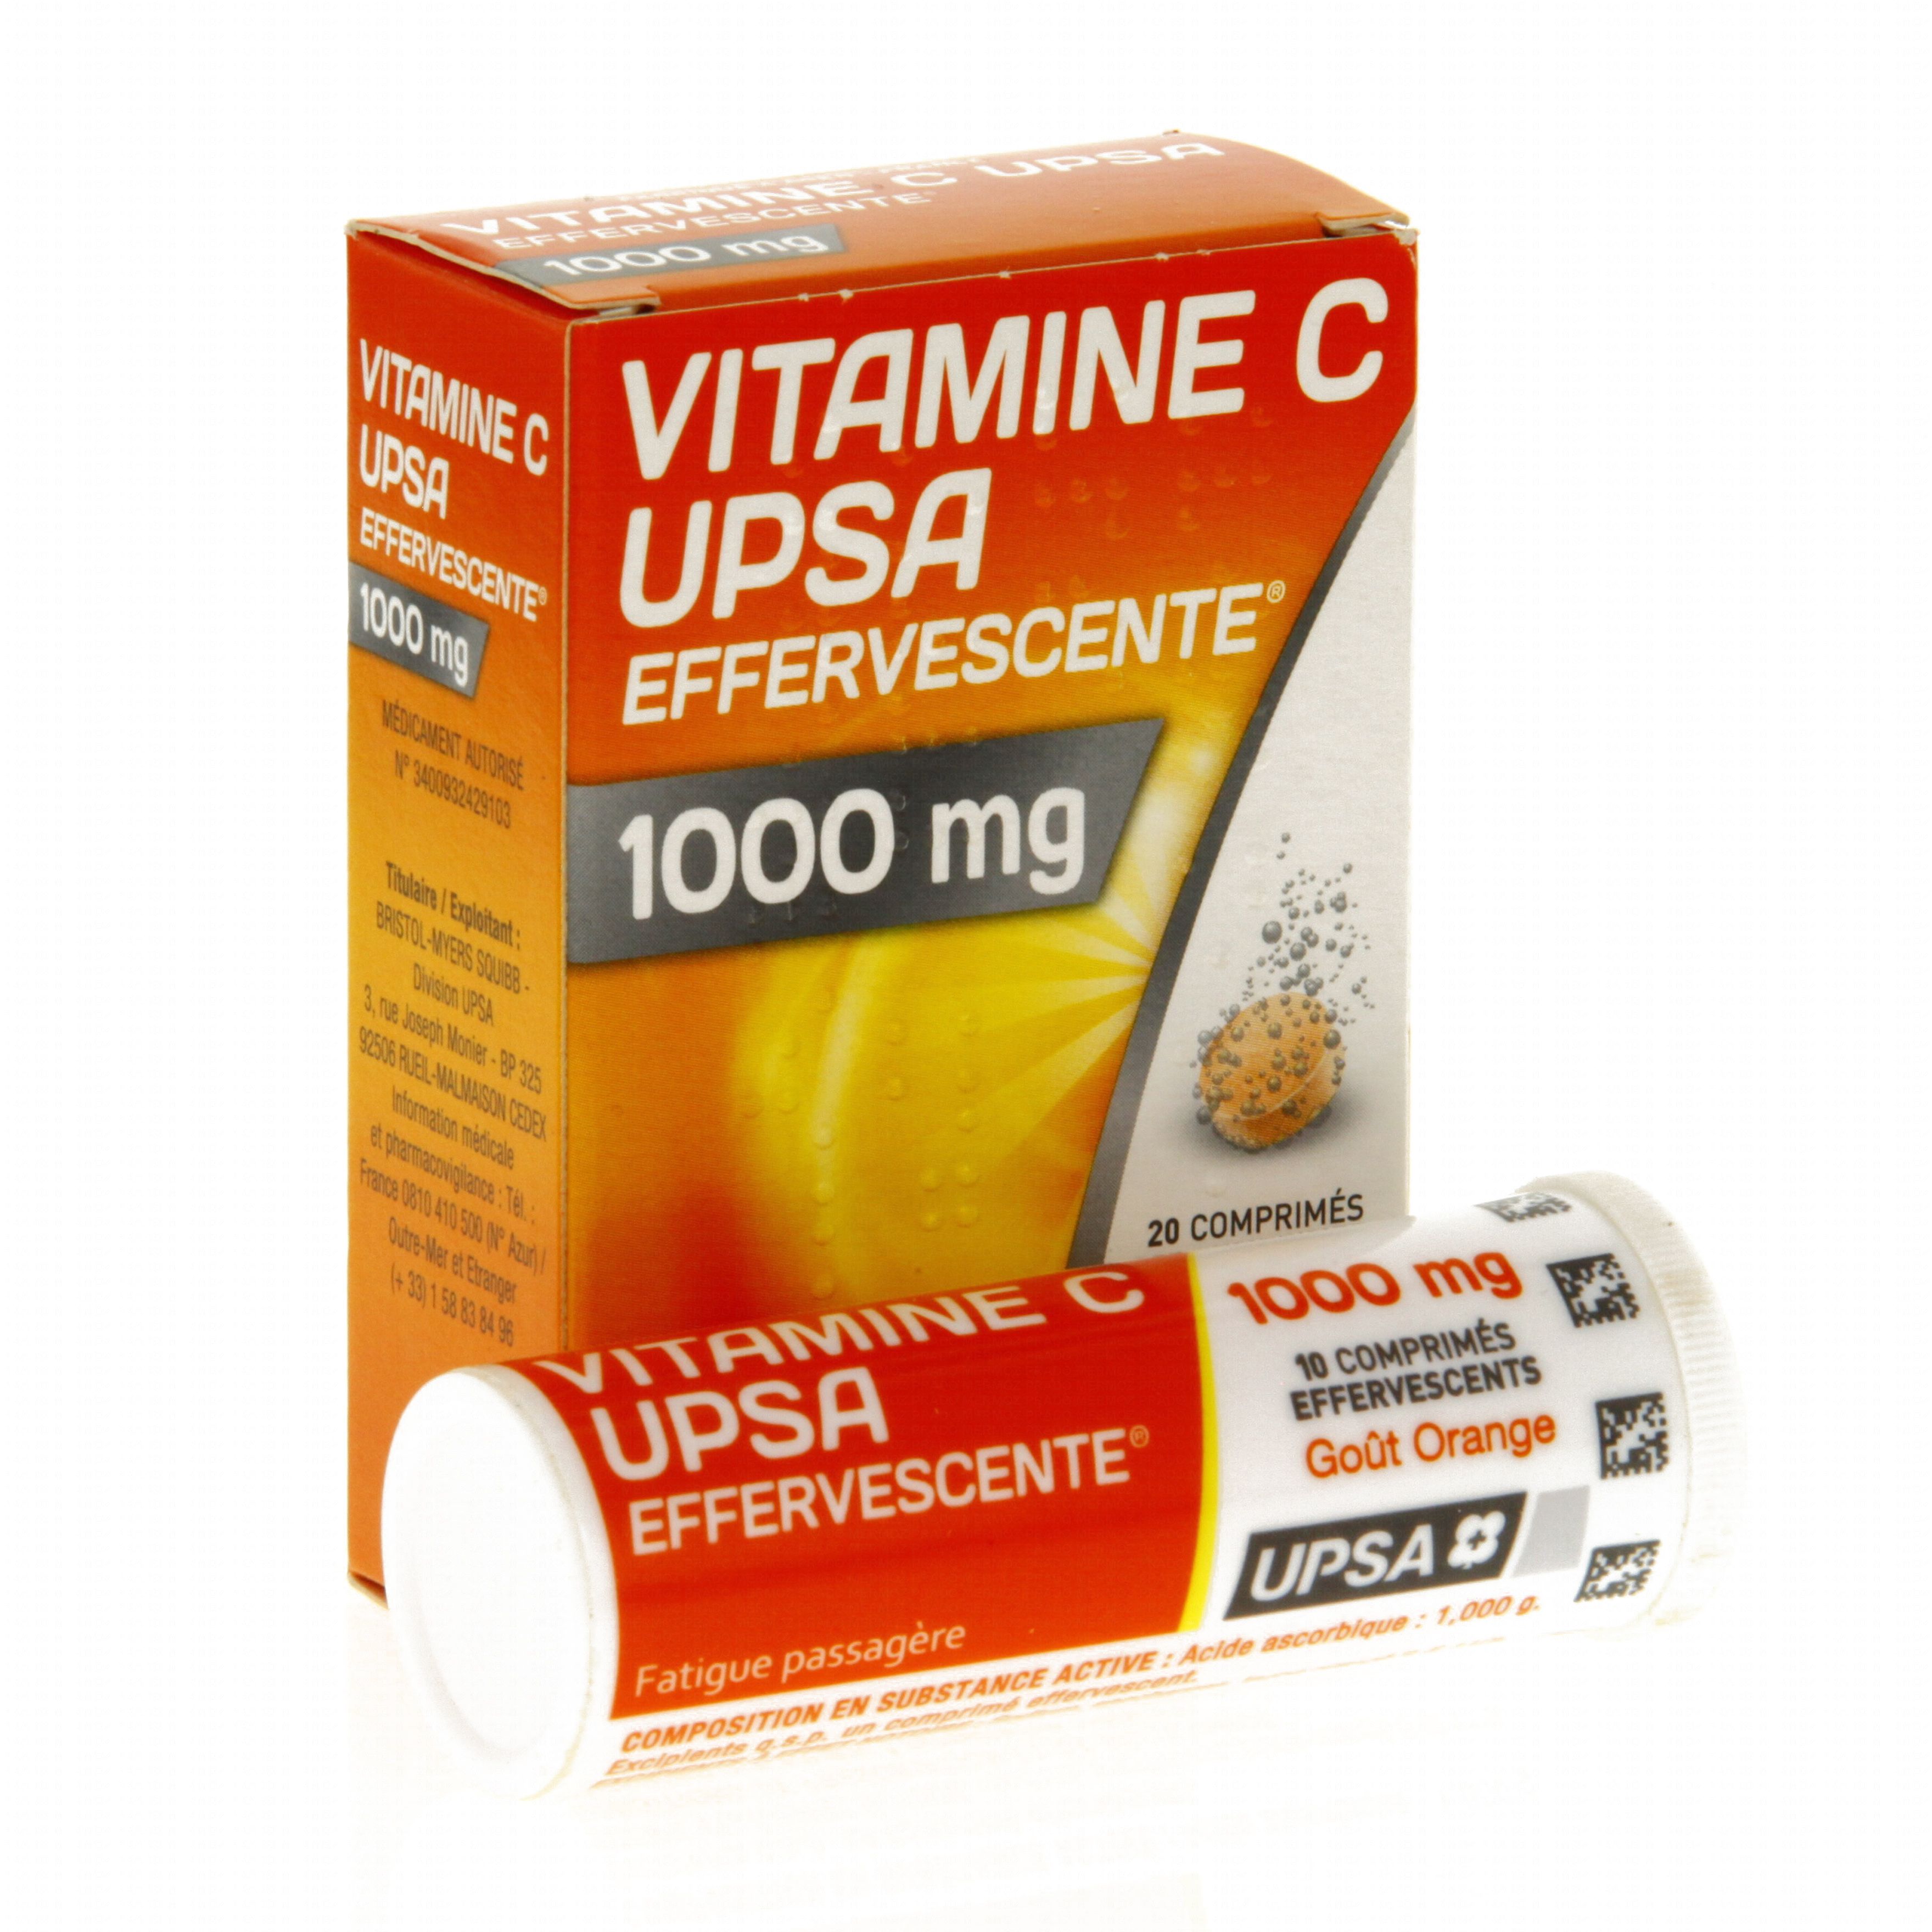 VITAMINE C UPSA
EFFERVESCENTE
1000 mg
VITAMINE C
UPSA
EFFERVESCENTE®
1000 mg
MÉDICAMENT AUTORISÉ
N° 3400932429103
Titulaire / Exploitant :
BRISTOL-MYERS SQUIBB -
Division UPSA
3, rue Joseph Monier - BP 325
92506 RUEIL-MALMAISON CEDEX
Information médicale
et pharmacovigilance : Tél. :
France 0810 410 500 (N° Azur) /
Outre-Mer et Etranger
(+ 33) 1 58 83 84 96
VITAMINE C
UPSA
EFFERVESCENTE®
1000 mg
20 COMPRIMÉS
VITAMINE C
UPSA
EFFERVESCENTE®
Fatigue passagère
1000 mg
10 COMPRIMÉS
EFFERVESCENTS
Goût Orange
UPSA
COMPOSITION EN SUBSTANCE ACTIVE : Acide ascorbique : 1,000 g.
Excipients q.s.p. un comprimé effervescent.